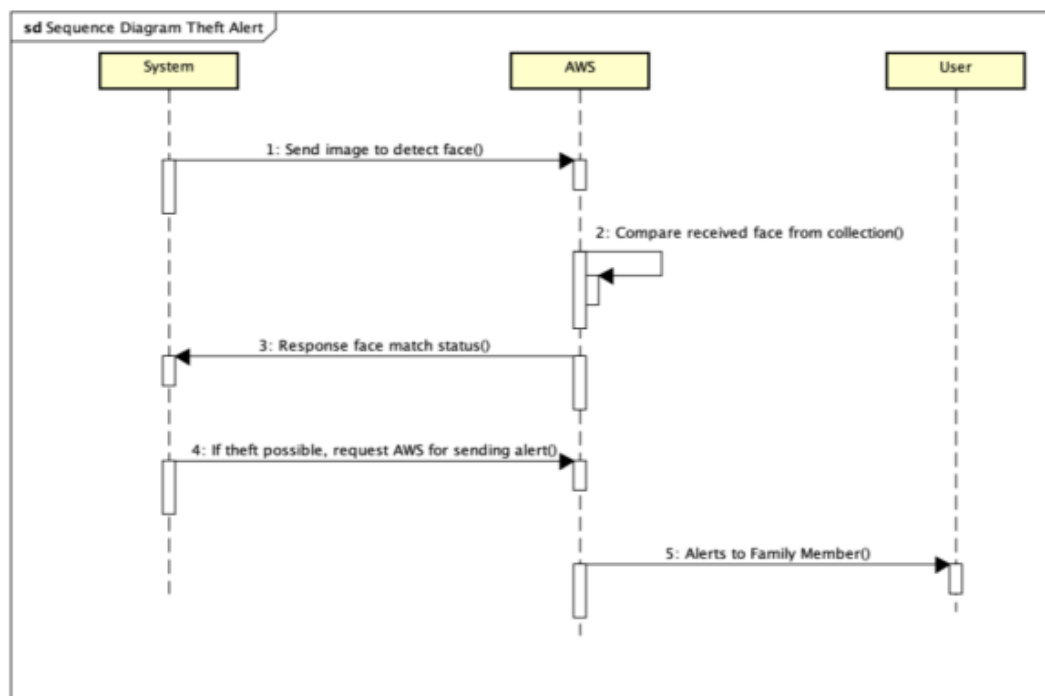 sd Sequence Diagram Theft Alert
System
AWS
User
1: Send image to detect face()
2: Compare received face from collection()
3: Response face match status()
4: If theft possible, request AWS for sending alert()
5: Alerts to Family Member()